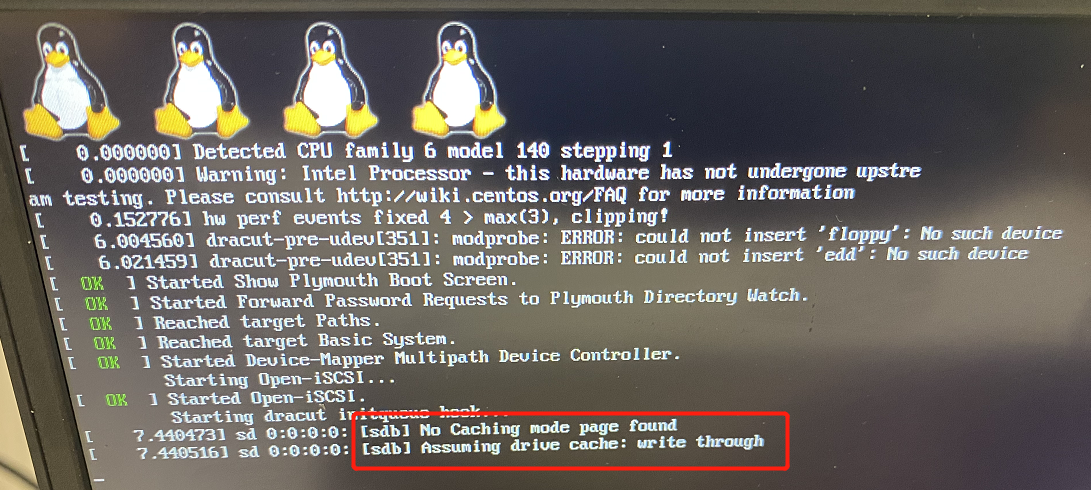 [    0.000000] Detected CPU family 6 model 140 stepping 1
[    0.000000] Warning: Intel Processor - this hardware has not undergone upstre
am testing. Please consult http://wiki.centos.org/FAQ for more information
[    0.152776] hw perf events fixed 4 > max(3), clipping!
[    6.004560] dracut-pre-udev[351]: modprobe: ERROR: could not insert 'floppy': No such device
[    6.021459] dracut-pre-udev[351]: modprobe: ERROR: could not insert 'edd': No such device
[  OK  ] Started Show Plymouth Boot Screen.
[  OK  ] Started Forward Password Requests to Plymouth Directory Watch.
[  OK  ] Reached target Paths.
[  OK  ] Reached target Basic System.
[  OK  ] Started Device-Mapper Multipath Device Controller.
Starting Open-iSCSI...
[  OK  ] Started Open-iSCSI.
Starting dracut initqueue hook...
[    7.440473] sd 0:0:0:0: [sdb] No Caching mode page found
[    7.440516] sd 0:0:0:0: [sdb] Assuming drive cache: write through